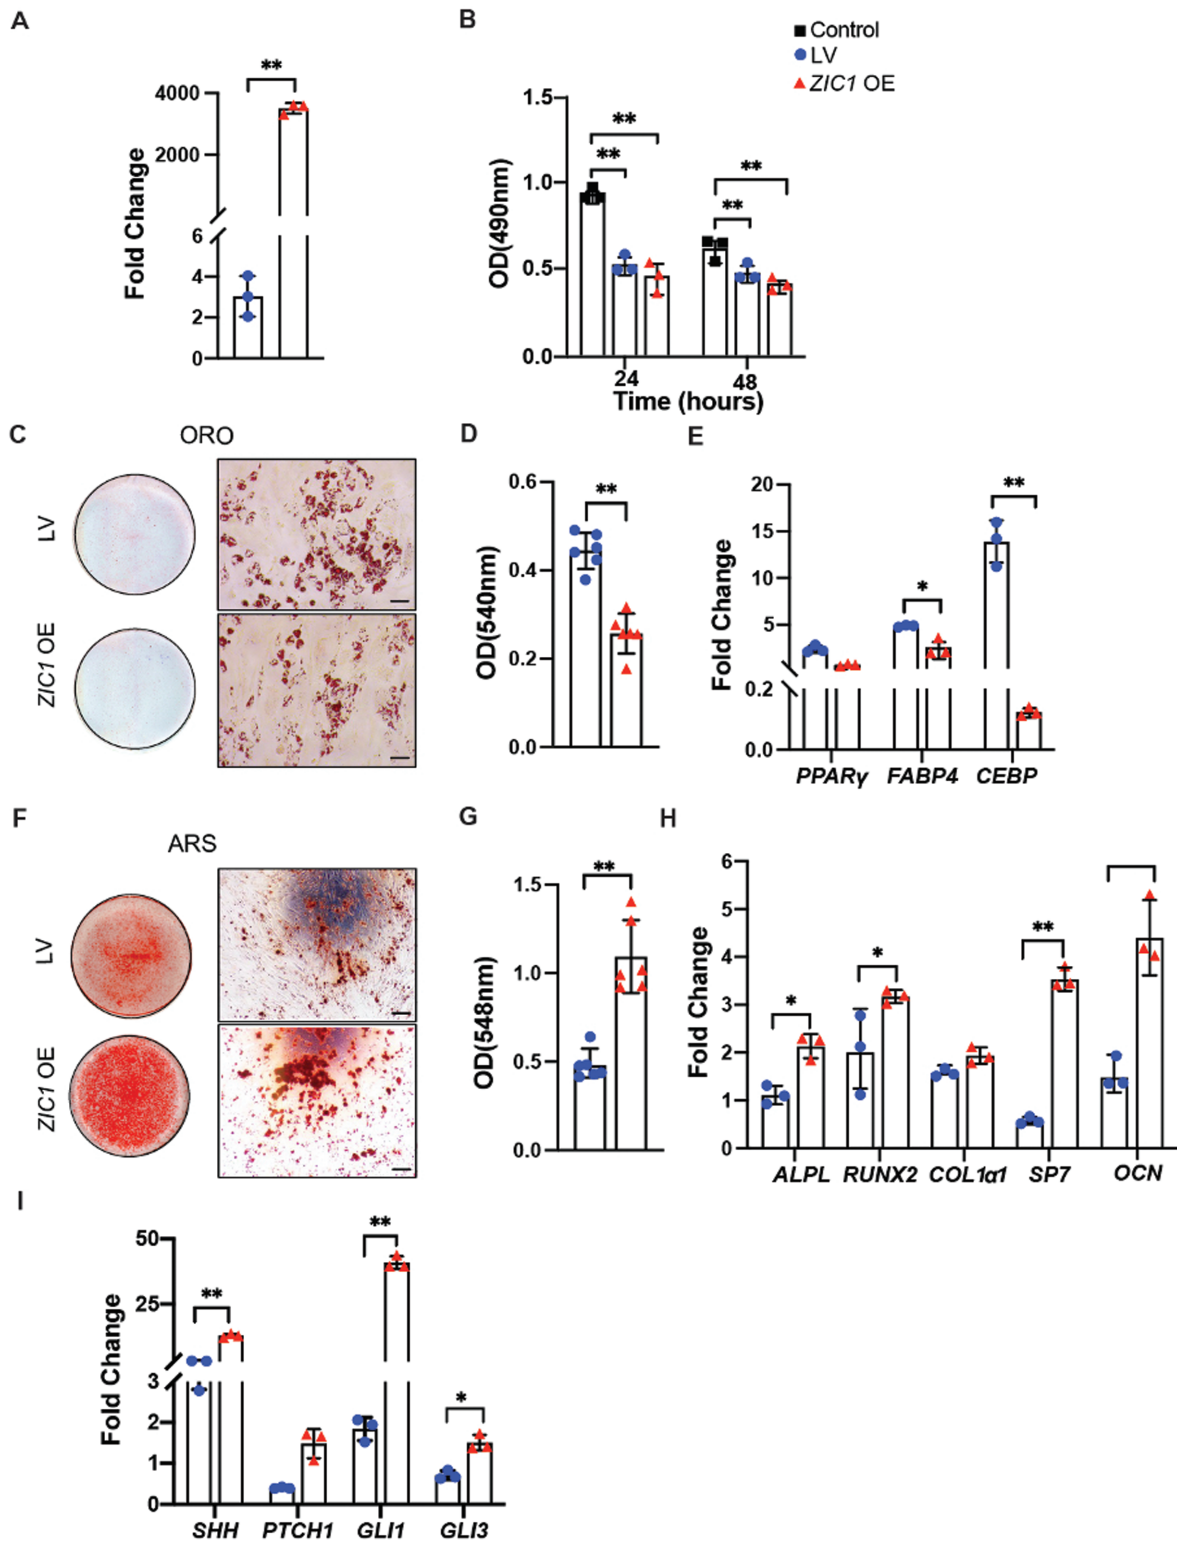 A
**
4000
2000
6
4
2
0
Fold Change
B
Control
LV
ZIC1 OE
1.5
1.0
0.5
0.0
OD(490nm)
**
**
**
**
24
48
Time (hours)
C
ORO
LV
ZIC1 OE
D
0.6
0.4
0.2
0.0
OD(540nm)
**
E
20
15
10
5
0.2
0.0
Fold Change
*
**
PPARγ
FABP4
CEBP
F
ARS
LV
ZIC1 OE
G
1.5
1.0
0.5
0.0
OD(548nm)
**
H
6
5
4
3
2
1
0
Fold Change
*
*
**
ALPL
RUNX2
COL1α1
SP7
OCN
I
50
25
3
2
1
0
Fold Change
**
**
*
SHH
PTCH1
GLI1
GLI3